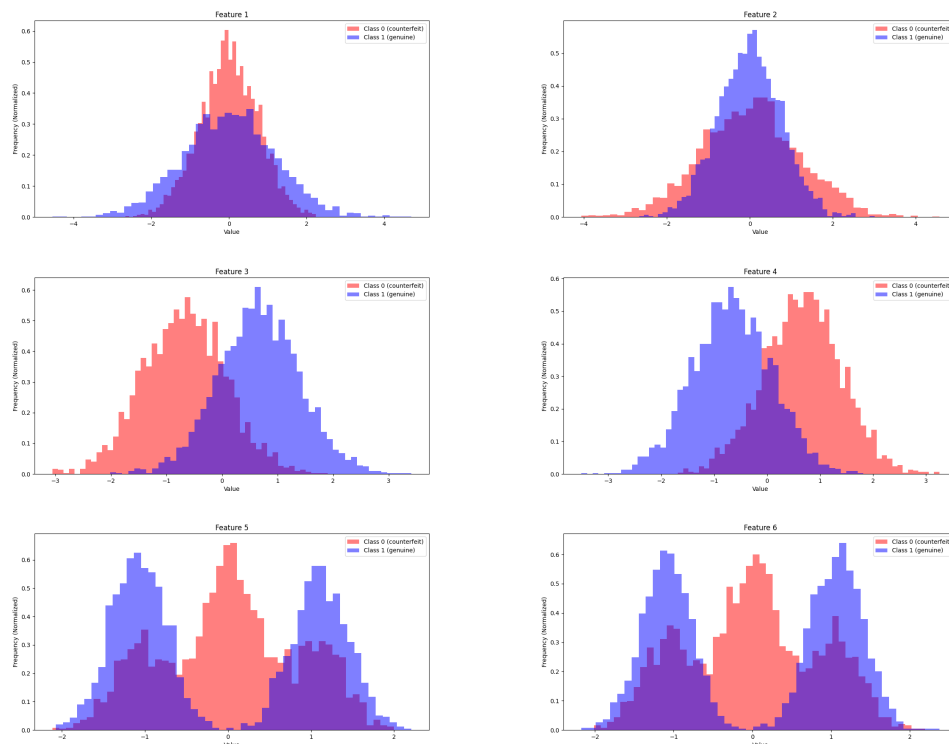 Feature 1
Class 0 (counterfeit)
Class 1 (genuine)
Frequency (Normalized)
0.6
0.5
0.4
0.3
0.2
0.1
0.0
−4
−2
0
2
4
Value
Feature 2
Class 0 (counterfeit)
Class 1 (genuine)
Frequency (Normalized)
0.5
0.4
0.3
0.2
0.1
0.0
−4
−2
0
2
4
Value
Feature 3
Class 0 (counterfeit)
Class 1 (genuine)
Frequency (Normalized)
0.6
0.5
0.4
0.3
0.2
0.1
0.0
−3
−2
−1
0
1
2
3
Value
Feature 4
Class 0 (counterfeit)
Class 1 (genuine)
Frequency (Normalized)
0.6
0.5
0.4
0.3
0.2
0.1
0.0
−3
−2
−1
0
1
2
3
Value
Feature 5
Class 0 (counterfeit)
Class 1 (genuine)
Frequency (Normalized)
0.6
0.5
0.4
0.3
0.2
0.1
0.0
−2
−1
0
1
2
Feature 6
Class 0 (counterfeit)
Class 1 (genuine)
Frequency (Normalized)
0.6
0.5
0.4
0.3
0.2
0.1
0.0
−2
−1
0
1
2